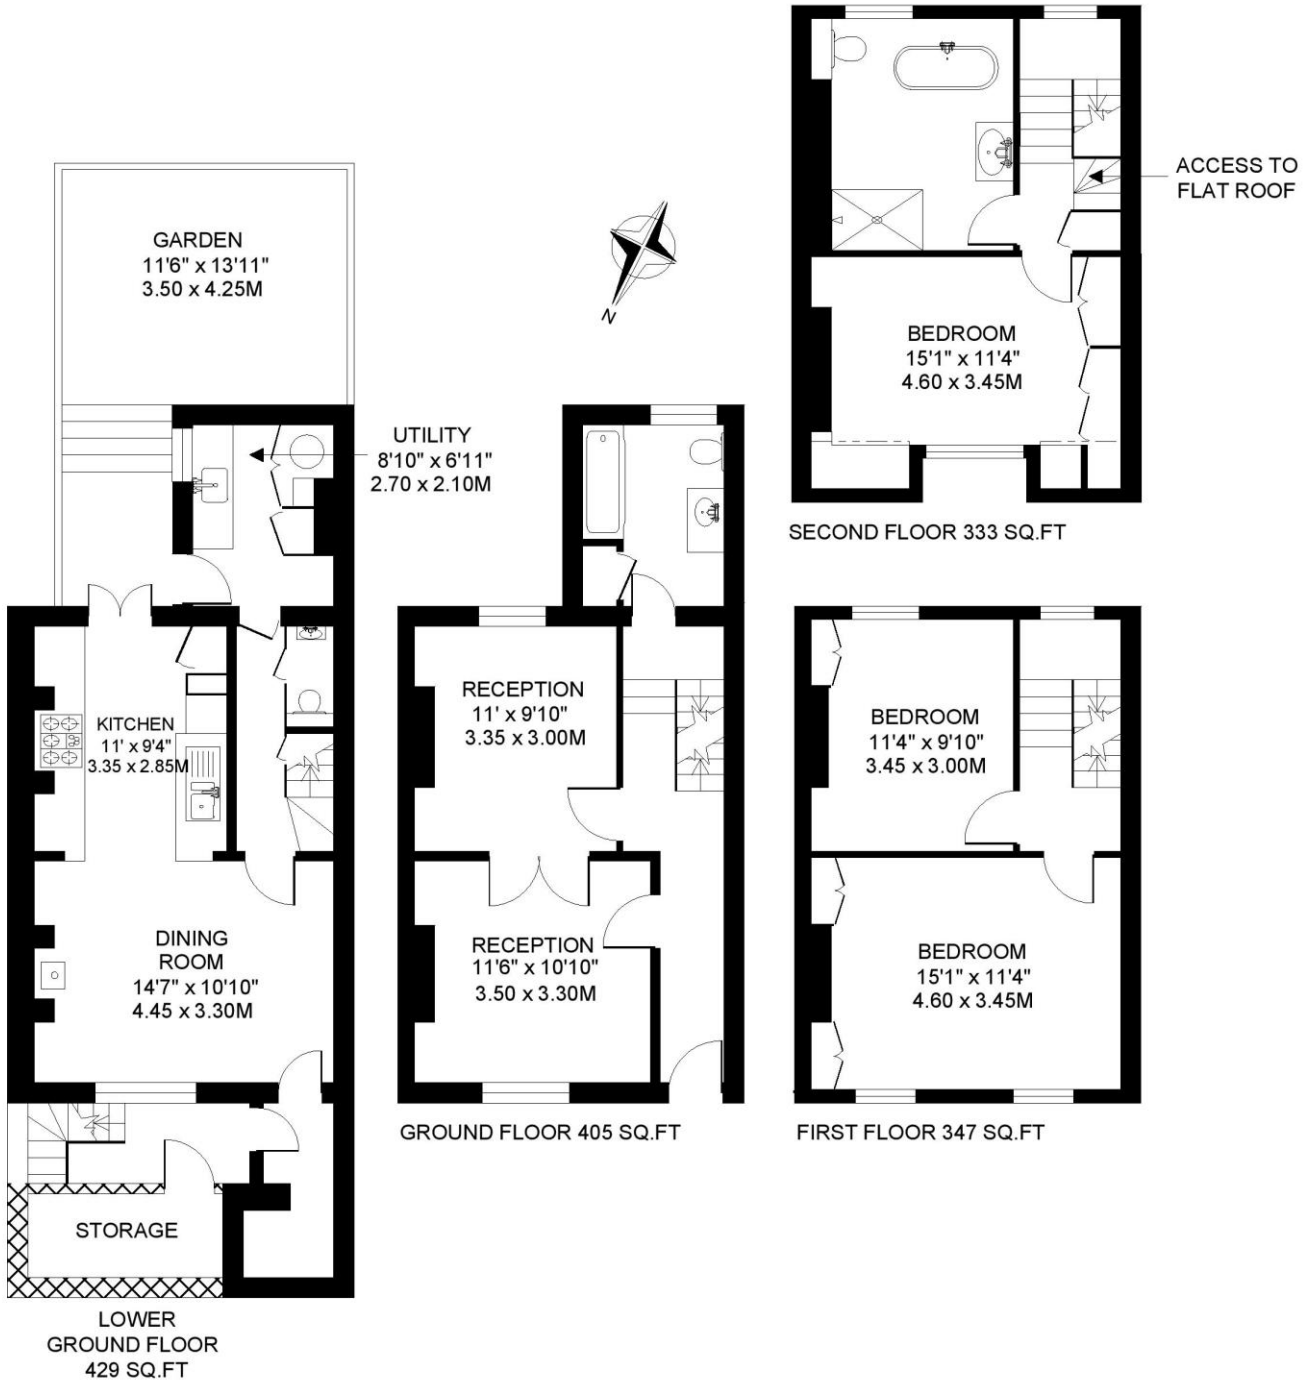 GARDEN
11'6" x 13'11"
3.50 x 4.25M
N
ACCESS TO
FLAT ROOF
BEDROOM
15'1" x 11'4"
4.60 x 3.45M
SECOND FLOOR 333 SQ.FT
UTILITY
8'10" x 6'11"
2.70 x 2.10M
KITCHEN
11' x 9'4"
3.35 x 2.85M
DINING
ROOM
14'7" x 10'10"
4.45 x 3.30M
STORAGE
LOWER
GROUND FLOOR
429 SQ.FT
RECEPTION
11' x 9'10"
3.35 x 3.00M
RECEPTION
11'6" x 10'10"
3.50 x 3.30M
GROUND FLOOR 405 SQ.FT
BEDROOM
11'4" x 9'10"
3.45 x 3.00M
BEDROOM
15'1" x 11'4"
4.60 x 3.45M
FIRST FLOOR 347 SQ.FT